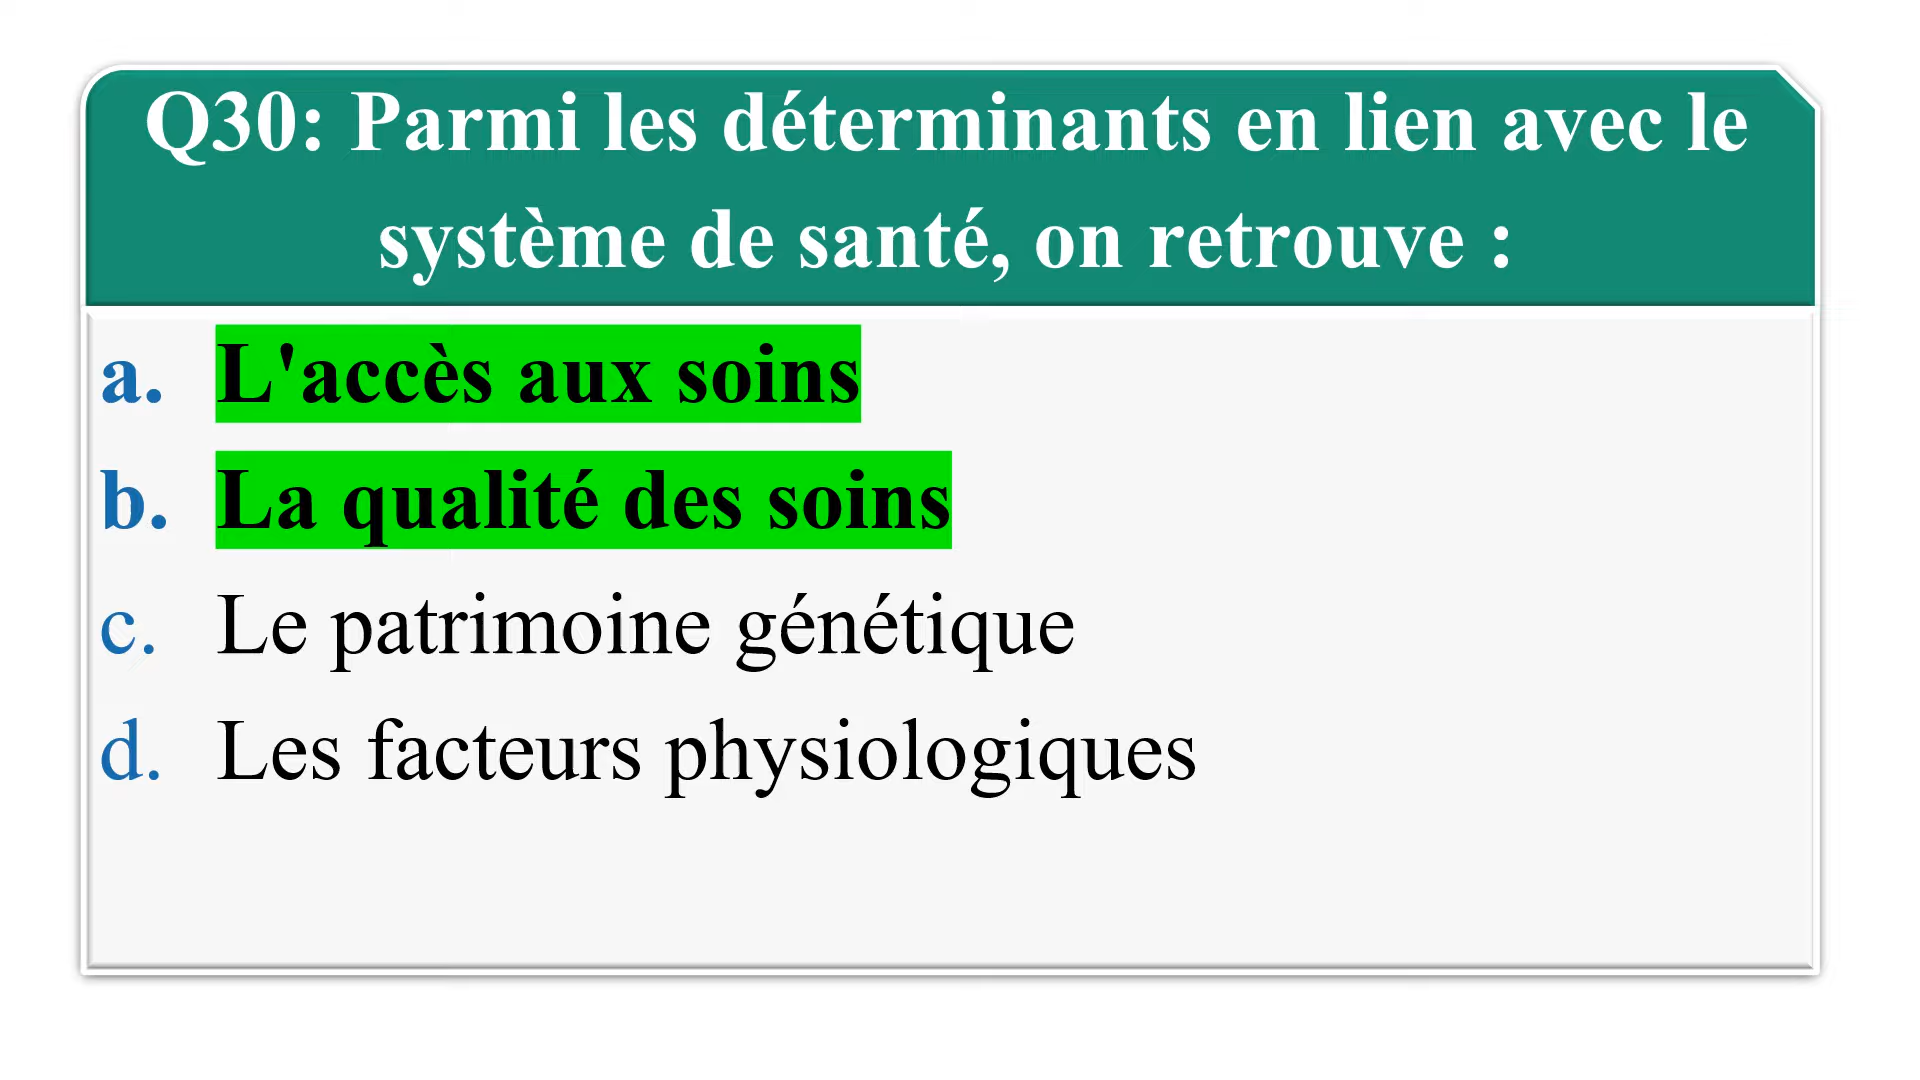 Q30: Parmi les déterminants en lien avec le
système de santé, on retrouve :
a. L'accès aux soins
b. La qualité des soins
c. Le patrimoine génétique
d. Les facteurs physiologiques